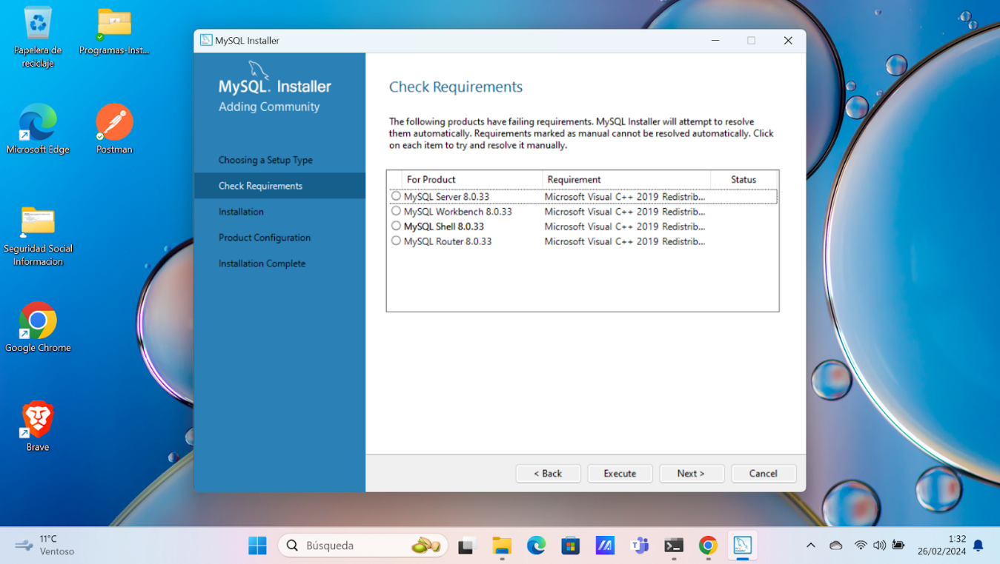 Papelera de
reciclaje
Programas-Inst...
Microsoft Edge
Postman
Seguridad Social
Informacion
Google Chrome
Brave
MySQL Installer
MySQL. Installer
Adding Community
Choosing a Setup Type
Check Requirements
Installation
Product Configuration
Installation Complete
Check Requirements
The following products have failing requirements. MySQL Installer will attempt to resolve
them automatically. Requirements marked as manual cannot be resolved automatically. Click
on each item to try and resolve it manually.
For Product Requirement Status
MySQL Server 8.0.33 Microsoft Visual C++ 2019 Redistrib...
MySQL Workbench 8.0.33 Microsoft Visual C++ 2019 Redistrib...
MySQL Shell 8.0.33 Microsoft Visual C++ 2019 Redistrib...
MySQL Router 8.0.33 Microsoft Visual C++ 2019 Redistrib...
< Back Execute Next > Cancel
11°C
Ventoso
Búsqueda
1:32
26/02/2024